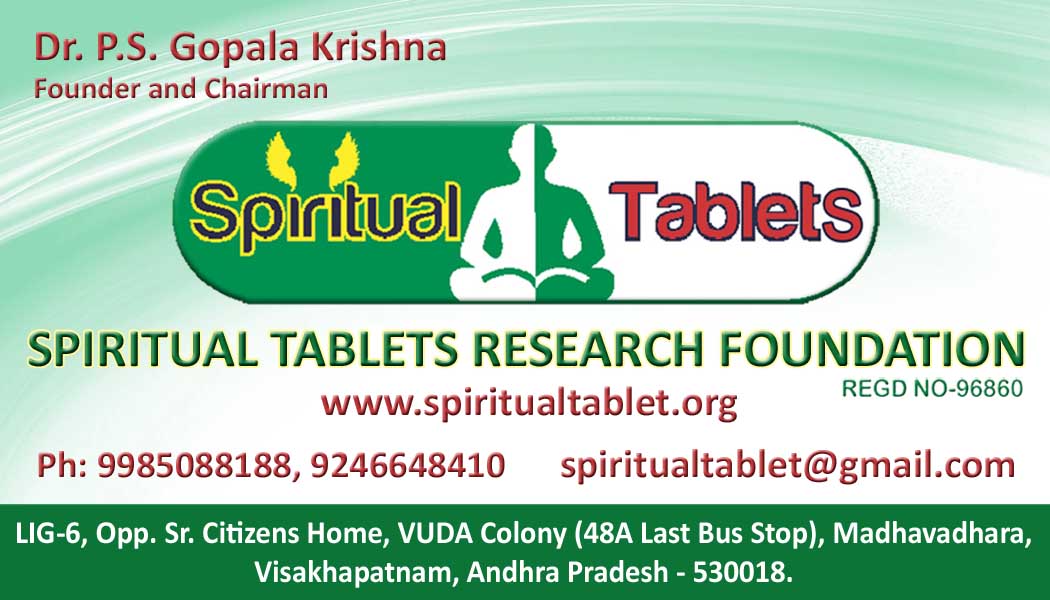 Dr. P.S. Gopala Krishna
Founder and Chairman
Spiritual Tablets
SPIRITUAL TABLETS RESEARCH FOUNDATION
REGD NO-96860
www.spiritualtablet.org
Ph: 9985088188, 9246648410 spiritualtablet@gmail.com
LIG-6, Opp. Sr. Citizens Home, VUDA Colony (48A Last Bus Stop), Madhavadhara,
Visakhapatnam, Andhra Pradesh - 530018.